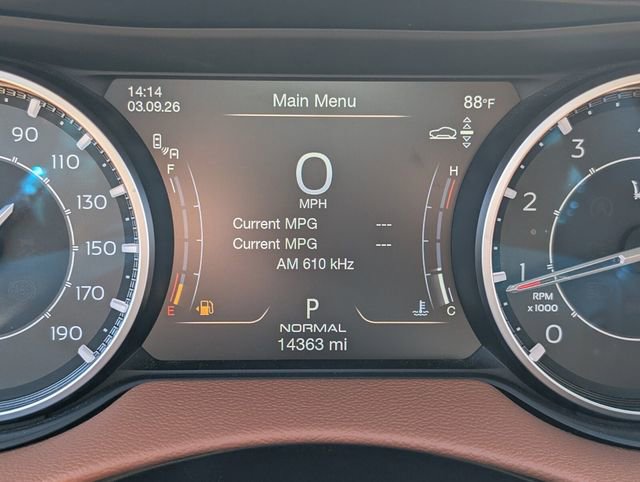 14:14
03.09.26
Main Menu
88°F
F
H
0
MPH
Current MPG ---
Current MPG ---
AM 610 kHz
E
C
P
NORMAL
14363 mi
90
110
130
150
170
190
3
2
1
0
RPM
x1000